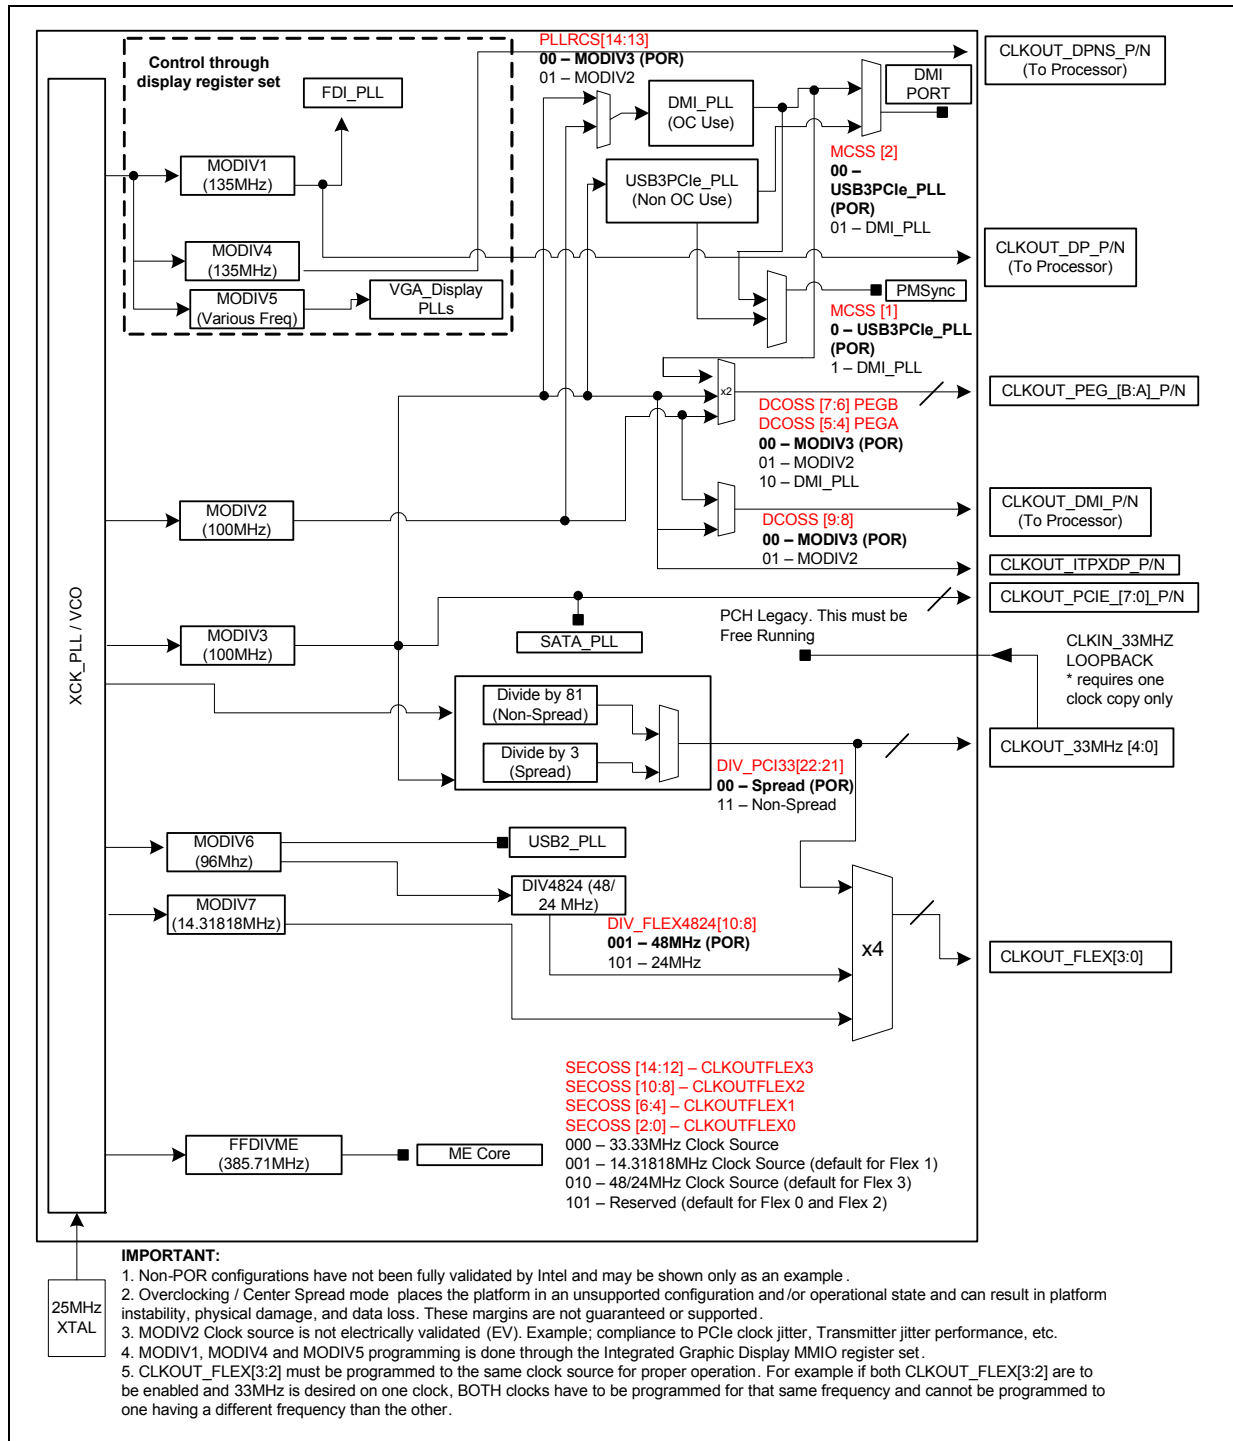 PLLRCS[14:13]
00 – MODIV3 (POR)
01 – MODIV2
Control through
display register set
FDI_PLL
CLKOUT_DPNS_P/N
(To Processor)
DMI
PORT
DMI_PLL
(OC Use)
MODIV1
(135MHz)
USB3PCIe_PLL
(Non OC Use)
MCSS [2]
00 –
USB3PCIe_PLL
(POR)
01 – DMI_PLL
MODIV4
(135MHz)
CLKOUT_DP_P/N
(To Processor)
MODIV5
(Various Freq)
VGA_Display
PLLs
PMSync
MCSS [1]
0 – USB3PCIe_PLL
(POR)
1 – DMI_PLL
x2
CLKOUT_PEG_[B:A]_P/N
DCOSS [7:6] PEGB
DCOSS [5:4] PEGA
00 – MODIV3 (POR)
01 – MODIV2
10 – DMI_PLL
MODIV2
(100MHz)
CLKOUT_DMI_P/N
(To Processor)
DCOSS [9:8]
00 – MODIV3 (POR)
01 – MODIV2
CLKOUT_ITPXDP_P/N
CLKOUT_PCIE_[7:0]_P/N
XCK_PLL / VCO
MODIV3
(100MHz)
SATA_PLL
PCH Legacy. This must be
Free Running
CLKIN_33MHZ
LOOPBACK
* requires one
clock copy only
Divide by 81
(Non-Spread)
Divide by 3
(Spread)
CLKOUT_33MHz [4:0]
DIV_PCI33[22:21]
00 – Spread (POR)
11 – Non-Spread
MODIV6
(96Mhz)
USB2_PLL
MODIV7
(14.31818MHz)
DIV4824 (48/
24 MHz)
DIV_FLEX4824[10:8]
001 – 48MHz (POR)
101 – 24MHz
x4
CLKOUT_FLEX[3:0]
SECOSS [14:12] – CLKOUTFLEX3
SECOSS [10:8] – CLKOUTFLEX2
SECOSS [6:4] – CLKOUTFLEX1
SECOSS [2:0] – CLKOUTFLEX0
000 – 33.33MHz Clock Source
001 – 14.31818MHz Clock Source (default for Flex 1)
010 – 48/24MHz Clock Source (default for Flex 3)
101 – Reserved (default for Flex 0 and Flex 2)
FFDIVME
(385.71MHz)
ME Core
25MHz
XTAL
IMPORTANT:
1. Non-POR configurations have not been fully validated by Intel and may be shown only as an example.
2. Overclocking / Center Spread mode places the platform in an unsupported configuration and/or operational state and can result in platform
instability, physical damage, and data loss. These margins are not guaranteed or supported.
3. MODIV2 Clock source is not electrically validated (EV). Example; compliance to PCIe clock jitter, Transmitter jitter performance, etc.
4. MODIV1, MODIV4 and MODIV5 programming is done through the Integrated Graphic Display MMIO register set.
5. CLKOUT_FLEX[3:2] must be programmed to the same clock source for proper operation. For example if both CLKOUT_FLEX[3:2] are to
be enabled and 33MHz is desired on one clock, BOTH clocks have to be programmed for that same frequency and cannot be programmed to
one having a different frequency than the other.